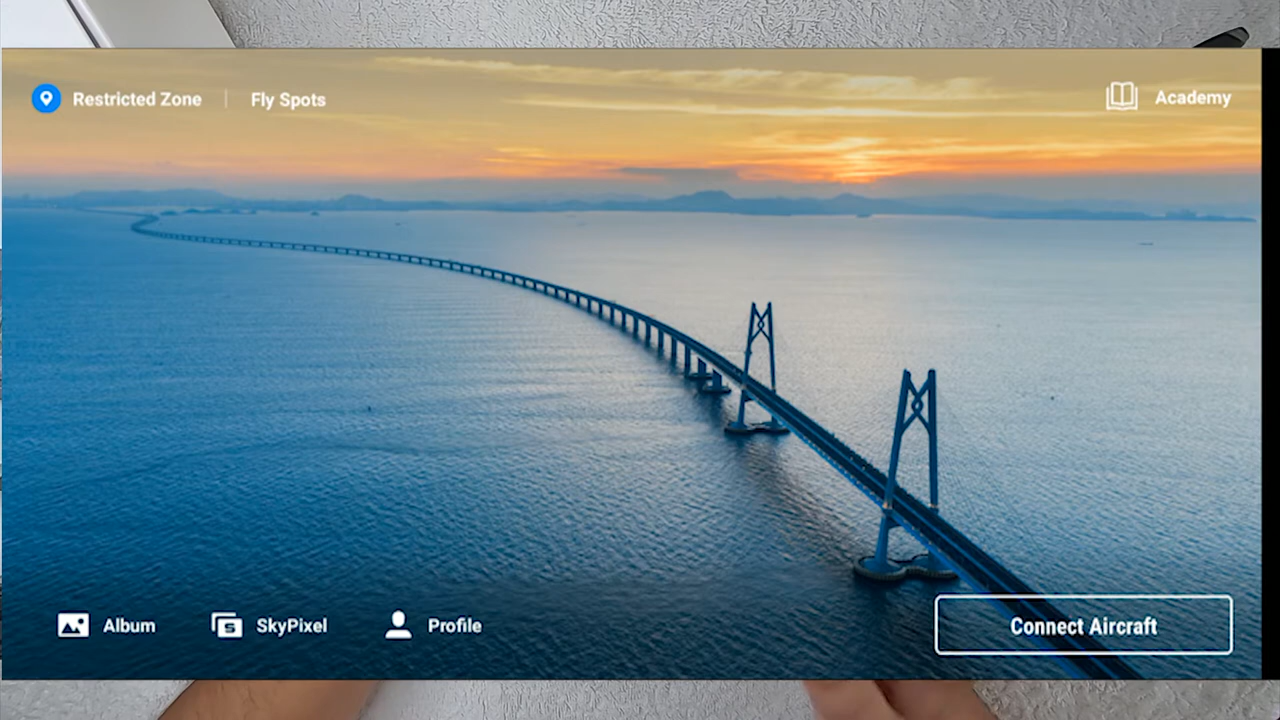 Restricted Zone | Fly Spots
Academy
Album
SkyPixel
Profile
Connect Aircraft